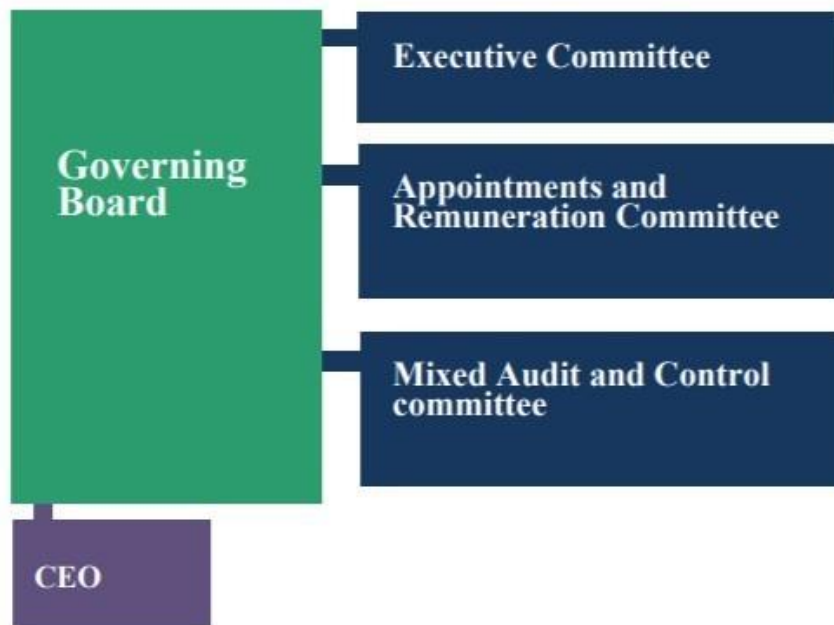 Executive Committee
Governing
Board
Appointments and
Remuneration Committee
Mixed Audit and Control
committee
CEO